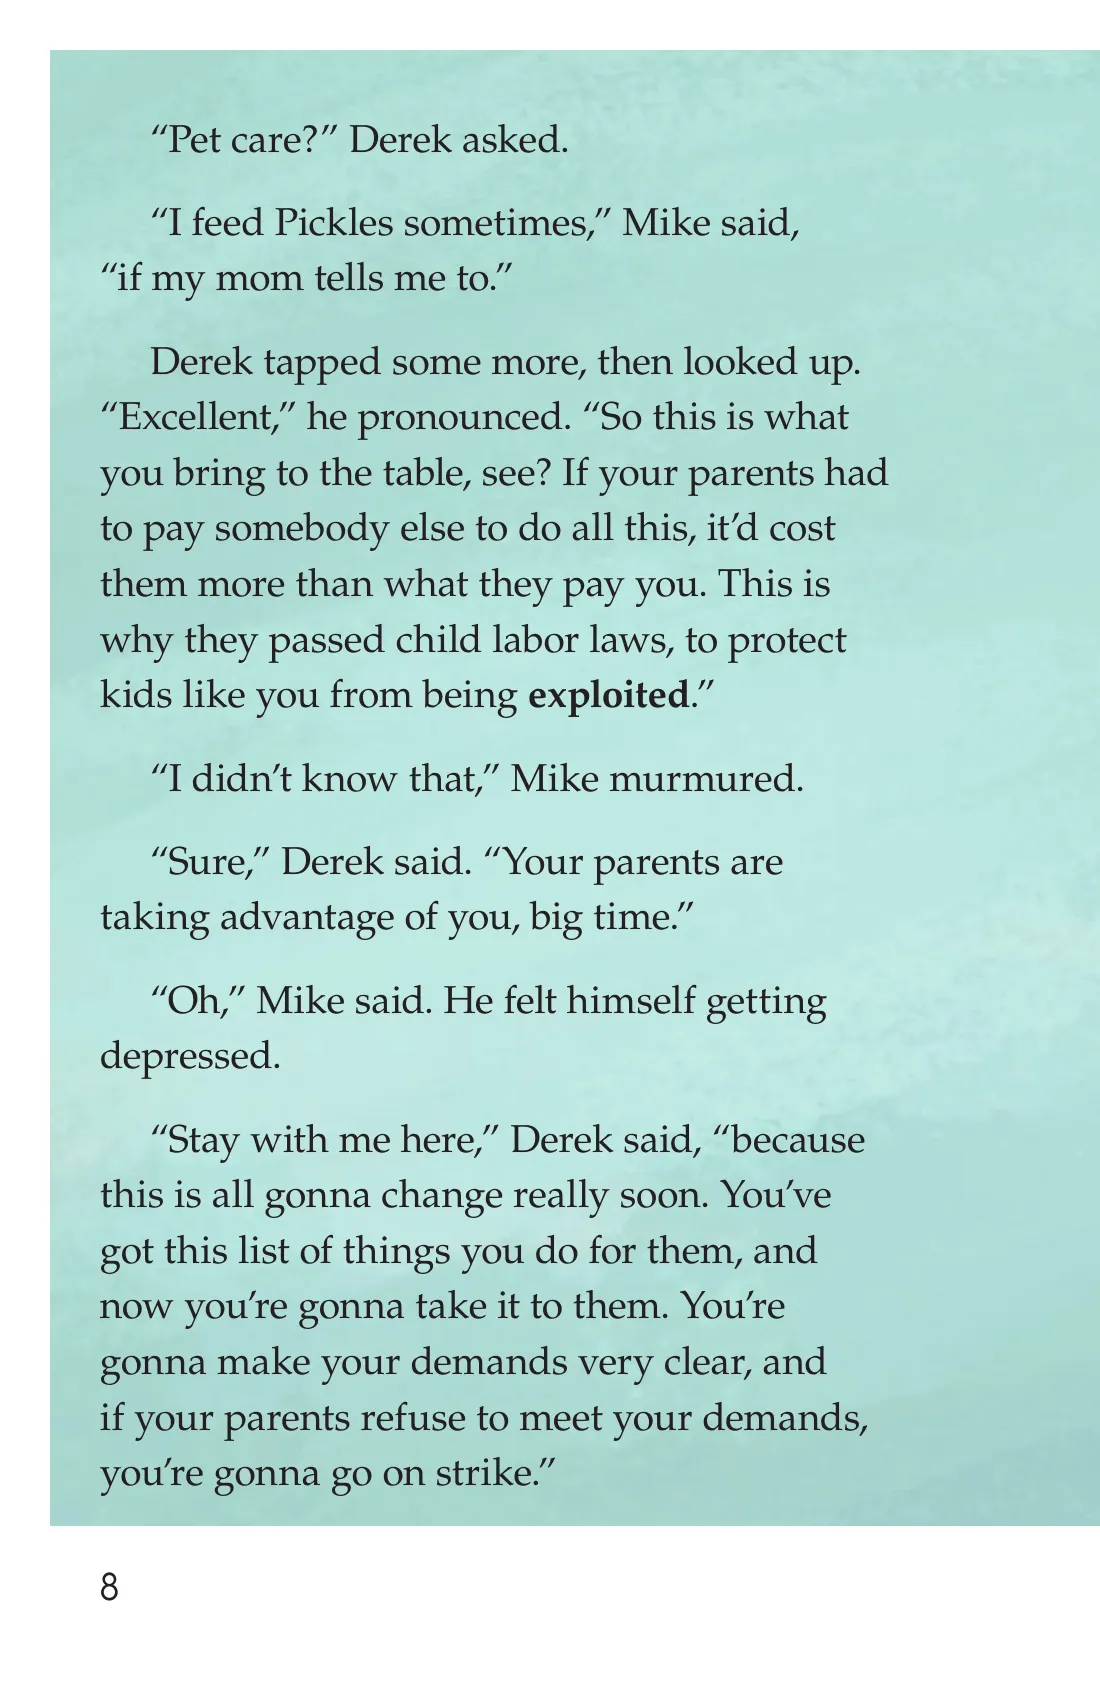 “Pet care?” Derek asked.
“I feed Pickles sometimes,” Mike said,
“if my mom tells me to.”
Derek tapped some more, then looked up.
“Excellent,” he pronounced. “So this is what
you bring to the table, see? If your parents had
to pay somebody else to do all this, it’d cost
them more than what they pay you. This is
why they passed child labor laws, to protect
kids like you from being exploited.”
“I didn’t know that,” Mike murmured.
“Sure,” Derek said. “Your parents are
taking advantage of you, big time.”
“Oh,” Mike said. He felt himself getting
depressed.
“Stay with me here,” Derek said, “because
this is all gonna change really soon. You’ve
got this list of things you do for them, and
now you’re gonna take it to them. You’re
gonna make your demands very clear, and
if your parents refuse to meet your demands,
you’re gonna go on strike.”
8